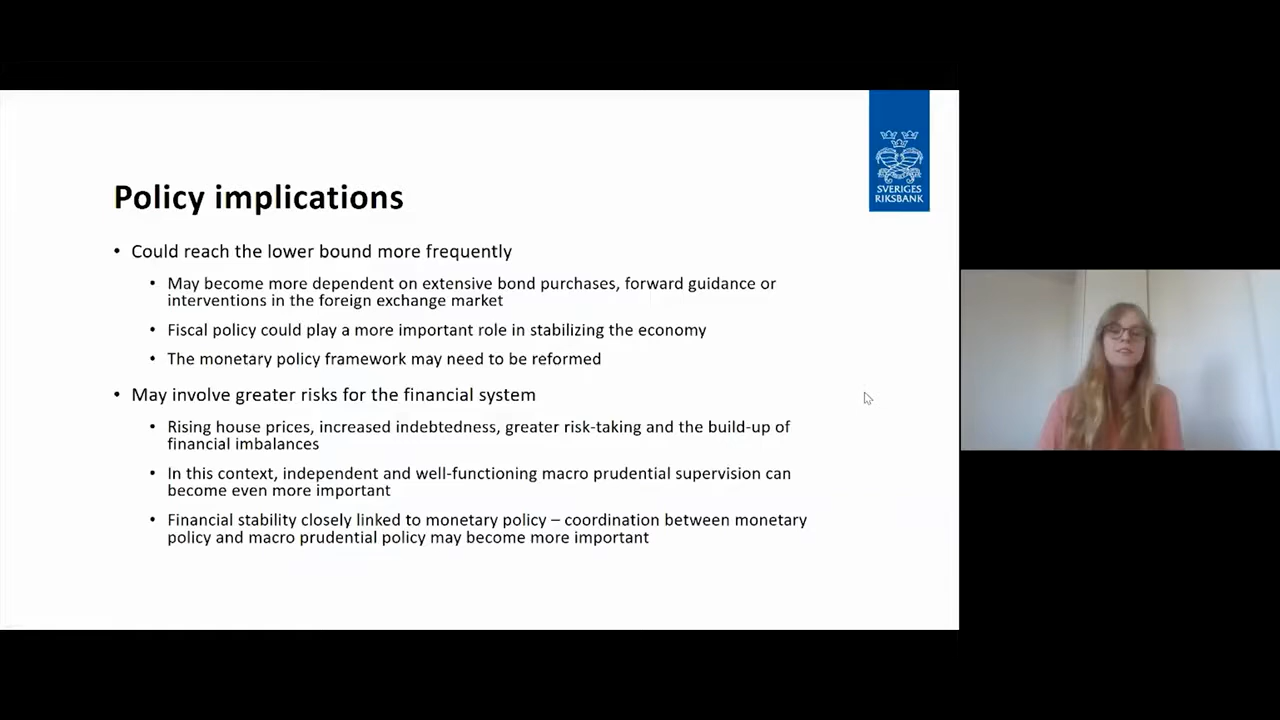 SVERIGES
RIKSBANK
Policy implications
• Could reach the lower bound more frequently
• May become more dependent on extensive bond purchases, forward guidance or
interventions in the foreign exchange market
• Fiscal policy could play a more important role in stabilizing the economy
• The monetary policy framework may need to be reformed
• May involve greater risks for the financial system
• Rising house prices, increased indebtedness, greater risk-taking and the build-up of
financial imbalances
• In this context, independent and well-functioning macro prudential supervision can
become even more important
• Financial stability closely linked to monetary policy – coordination between monetary
policy and macro prudential policy may become more important